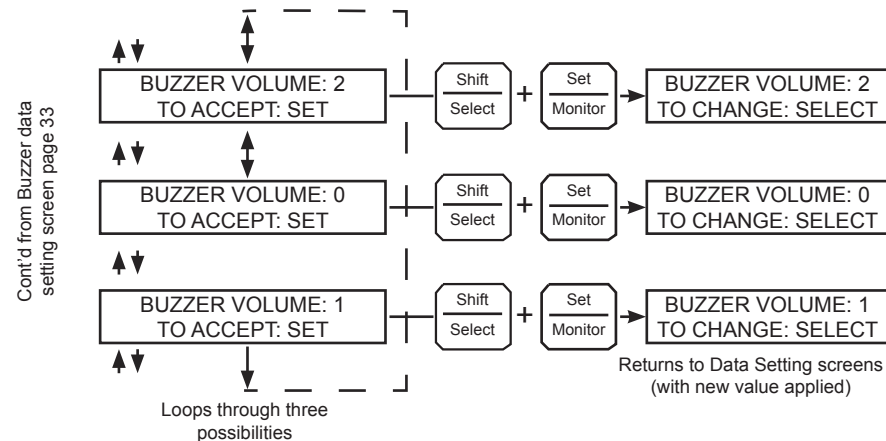 Cont'd from Buzzer data
setting screen page 33
BUZZER VOLUME: 2
TO ACCEPT: SET
Shift
Select
+
Set
Monitor
BUZZER VOLUME: 2
TO CHANGE: SELECT
BUZZER VOLUME: 0
TO ACCEPT: SET
Shift
Select
+
Set
Monitor
BUZZER VOLUME: 0
TO CHANGE: SELECT
BUZZER VOLUME: 1
TO ACCEPT: SET
Shift
Select
+
Set
Monitor
BUZZER VOLUME: 1
TO CHANGE: SELECT
Returns to Data Setting screens
(with new value applied)
Loops through three
possibilities